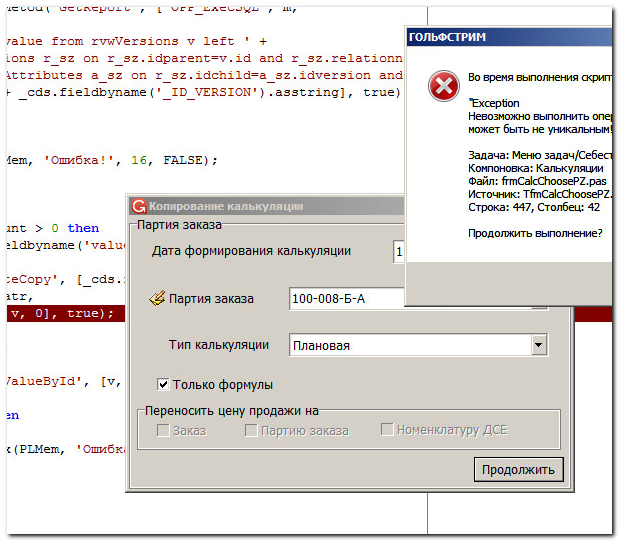 Metod('GetReport', ['OPP_ExecSQL', m,
value from rvwVersions v left ' +
ions r_sz on r_sz.idparent=v.id and r_sz.relationn
Attributes a_sz on r_sz.idchild=a_sz.idversion and
+ _cds.fieldbyname('_ID_VERSION').asstring], true)
Mem, 'Ошибка!', 16, FALSE);
unt > 0 then
eldbyname('value
teCopy', [_cds.
atr,
v, 0], true);
ValueById', [v,
en
x(PLMem, 'Ошибка
ГОЛЬФСТРИМ
Во время выполнения скрипт
"Exception
Невозможно выполнить опер
может быть не уникальным!
Задача: Меню задач/Себест
Компоновка: Калькуляции
Файл: frmCalcChoosePZ.pas
Источник: TfmCalcChoosePZ.
Строка: 447, Столбец: 42
Продолжить выполнение?
Копирование калькуляции
Партия заказа
Дата формирования калькуляции
1
Партия заказа
100-008-Б-А
Тип калькуляции
Плановая
Только формулы
Переносить цену продажи на
Заказ
Партию заказа
Номенклатуру ДСЕ
Продолжить